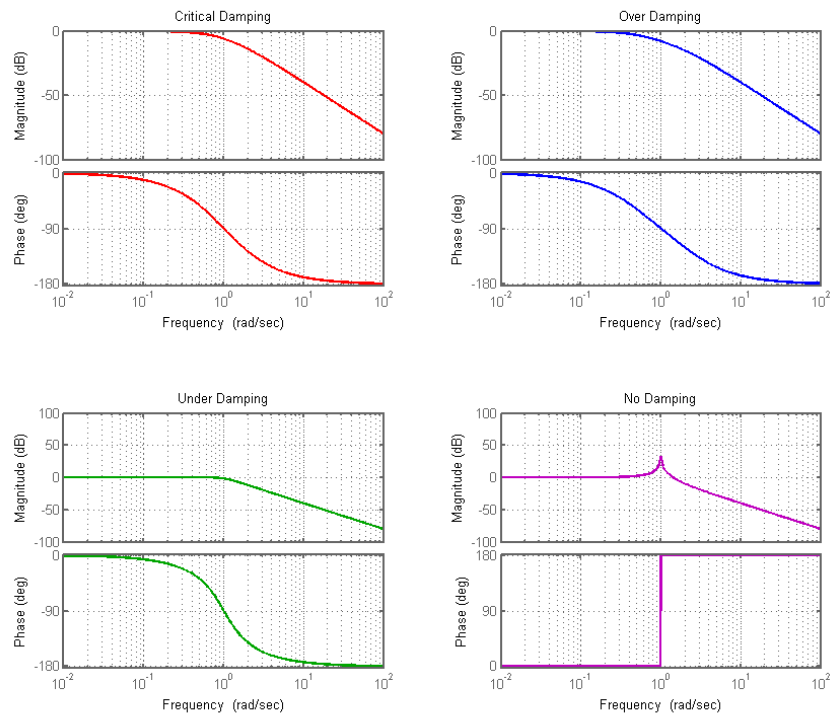 Critical Damping
Magnitude (dB)
0
-50
-100
Phase (deg)
0
-90
-180
10^-2 10^-1 10^0 10^1 10^2
Frequency (rad/sec)
Over Damping
Magnitude (dB)
0
-50
-100
Phase (deg)
0
-90
-180
10^-2 10^-1 10^0 10^1 10^2
Frequency (rad/sec)
Under Damping
Magnitude (dB)
100
50
0
-50
-100
Phase (deg)
0
-90
-180
10^-2 10^-1 10^0 10^1 10^2
Frequency (rad/sec)
No Damping
Magnitude (dB)
100
50
0
-50
-100
Phase (deg)
180
90
0
10^-2 10^-1 10^0 10^1 10^2
Frequency (rad/sec)